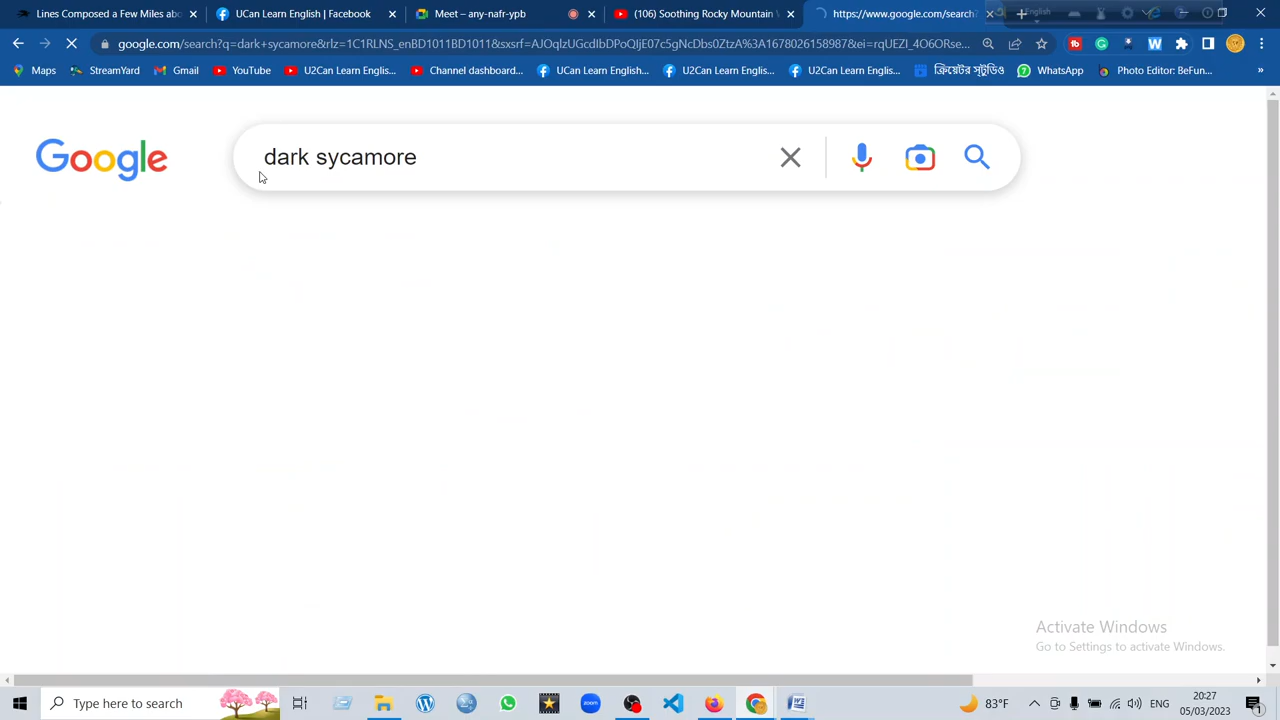 Lines Composed a Few Miles abo
UCan Learn English | Facebook
Meet – any-nafr-ypb
(106) Soothing Rocky Mountain
https://www.google.com/search?
English
google.com/search?q=dark+sycamore&rlz=1C1RLNS_enBD1011BD1011&sxsrf=AJOqlzUGcdIbDPoQIjE07c5gNcDbs0ZtzA%3A1678026158987&ei=rqUEZI_4O6ORse...
Maps
StreamYard
Gmail
YouTube
U2Can Learn Englis...
Channel dashboard...
UCan Learn English...
U2Can Learn Englis...
U2Can Learn Englis...
ক্রিয়েটর স্টুডিও
WhatsApp
Photo Editor: BeFun...
»
Google
dark sycamore
Activate Windows
Go to Settings to activate Windows.
Type here to search
83°F
ENG
20:27
05/03/2023